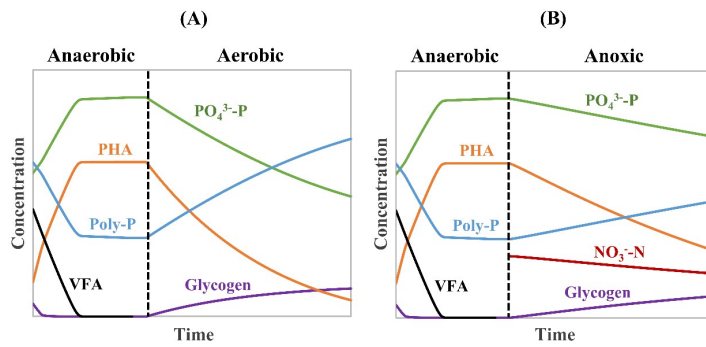 (A)
Anaerobic Aerobic
PO₄³⁻-P
PHA
Poly-P
VFA
Glycogen
Concentration
Time
(B)
Anaerobic Anoxic
PO₄³⁻-P
PHA
Poly-P
NO₃⁻-N
VFA
Glycogen
Concentration
Time